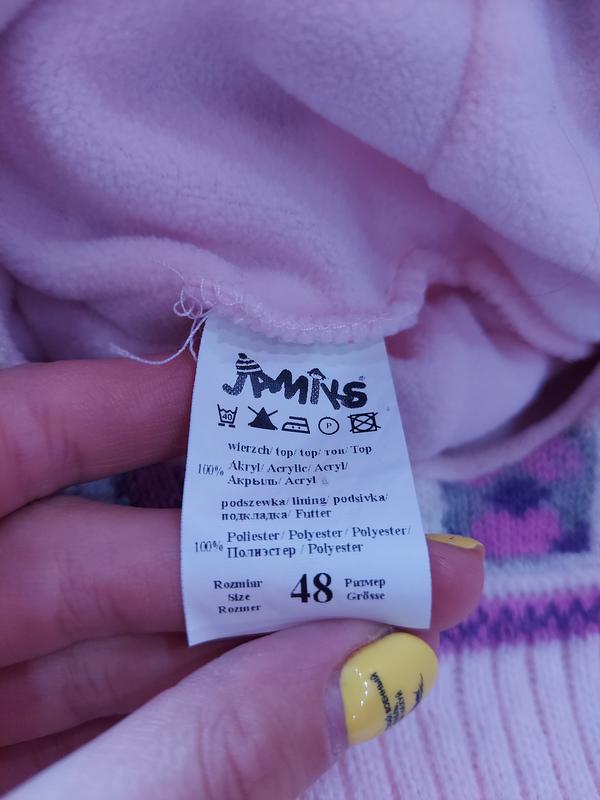 JAMIKS
40
P
wierzch/ top/ top/ топ/ Top
100% Akryl/ Acrylic/ Acryl/
Акрыль/ Acryl
podszewka/ lining/ podsivka/
подкладка/ Futter
100% Poliester/ Polyester/ Polyester/
Полиэстер / Polyester
Rozmiar
Size
Rozmer
48
Размер
Grösse